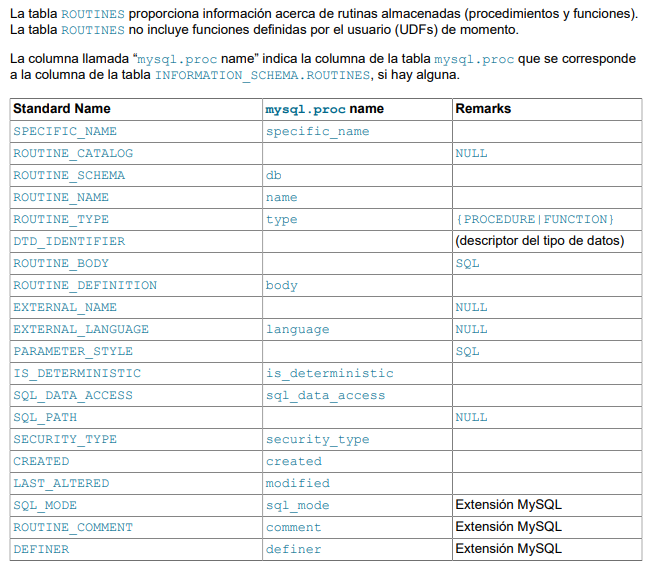 La tabla ROUTINES proporciona información acerca de rutinas almacenadas (procedimientos y funciones).
La tabla ROUTINES no incluye funciones definidas por el usuario (UDFs) de momento.
La columna llamada “mysql.proc name” indica la columna de la tabla mysql.proc que se corresponde
a la columna de la tabla INFORMATION_SCHEMA.ROUTINES, si hay alguna.
Standard Name mysql.proc name Remarks
SPECIFIC_NAME specific_name
ROUTINE_CATALOG NULL
ROUTINE_SCHEMA db
ROUTINE_NAME name
ROUTINE_TYPE type {PROCEDURE|FUNCTION}
DTD_IDENTIFIER (descriptor del tipo de datos)
ROUTINE_BODY SQL
ROUTINE_DEFINITION body
EXTERNAL_NAME NULL
EXTERNAL_LANGUAGE language NULL
PARAMETER_STYLE SQL
IS_DETERMINISTIC is_deterministic
SQL_DATA_ACCESS sql_data_access
SQL_PATH NULL
SECURITY_TYPE security_type
CREATED created
LAST_ALTERED modified
SQL_MODE sql_mode Extensión MySQL
ROUTINE_COMMENT comment Extensión MySQL
DEFINER definer Extensión MySQL